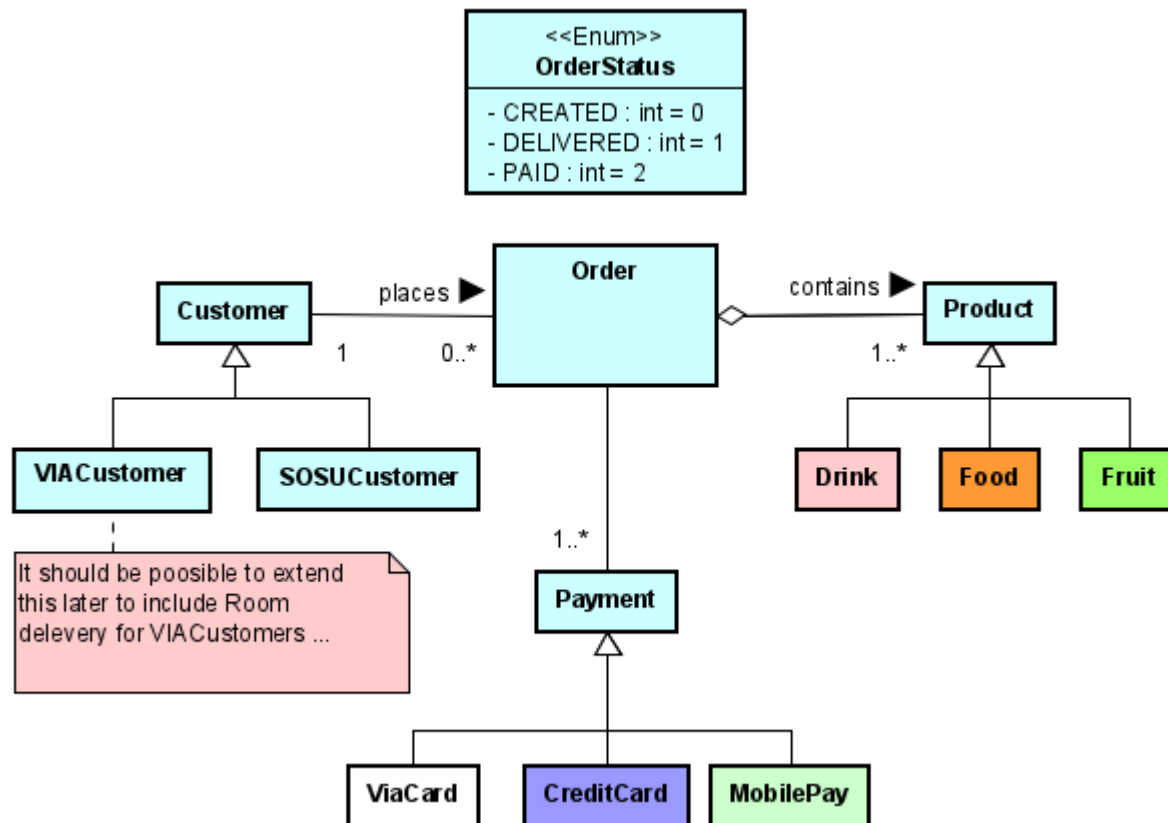 <<Enum>>
OrderStatus
- CREATED : int = 0
- DELIVERED : int = 1
- PAID : int = 2
Order
places
contains
Customer
Product
1
0..*
1..*
VIACustomer
SOSUCustomer
Drink
Food
Fruit
1..*
It should be poosible to extend
this later to include Room
delevery for VIACustomers ...
Payment
ViaCard
CreditCard
MobilePay